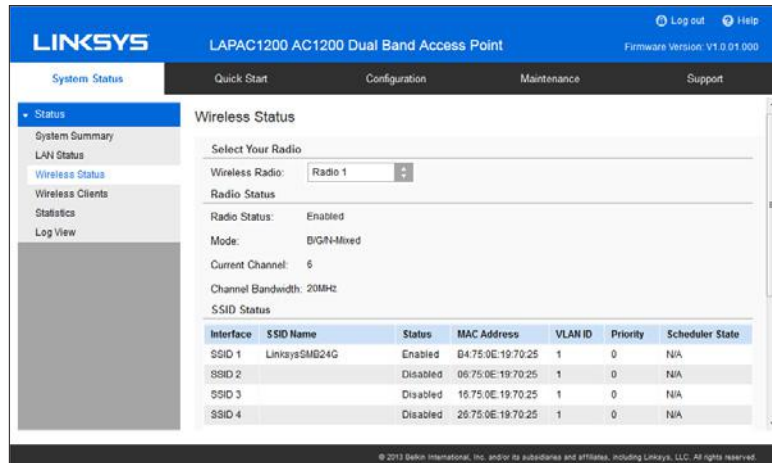 Log out Help
LINKSYS LAPAC1200 AC1200 Dual Band Access Point Firmware Version: V1.0.01.000
System Status Quick Start Configuration Maintenance Support
Status
System Summary
LAN Status
Wireless Status
Wireless Clients
Statistics
Log View
Wireless Status
Select Your Radio
Wireless Radio: Radio 1
Radio Status
Radio Status: Enabled
Mode: B/G/N-Mixed
Current Channel: 6
Channel Bandwidth: 20MHz
SSID Status
Interface SSID Name Status MAC Address VLAN ID Priority Scheduler State
SSID 1 LinksysSMB24G Enabled B4:75:0E:19:70:25 1 0 N/A
SSID 2 Disabled 06:75:0E:19:70:25 1 0 N/A
SSID 3 Disabled 16:75:0E:19:70:25 1 0 N/A
SSID 4 Disabled 26:75:0E:19:70:25 1 0 N/A
© 2013 Belkin International, Inc. and/or its subsidiaries and affiliates, including Linksys, LLC. All rights reserved.